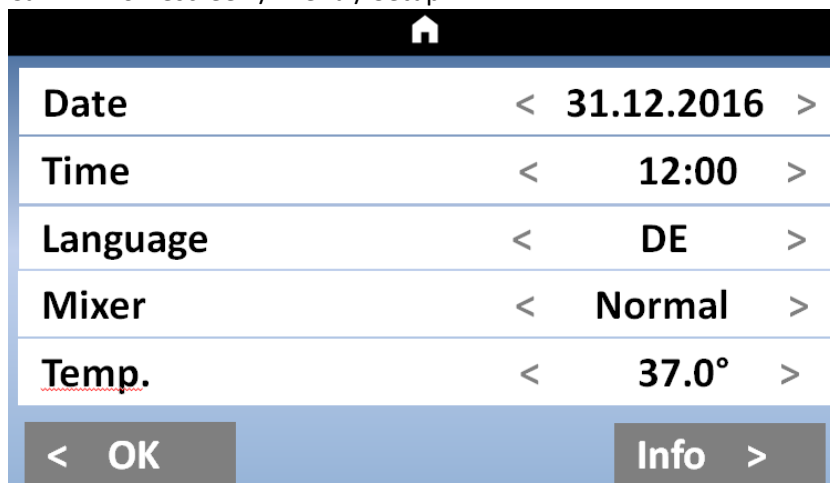 Date < 31.12.2016 >
Time < 12:00 >
Language < DE >
Mixer < Normal >
Temp. < 37.0° >
< OK Info >